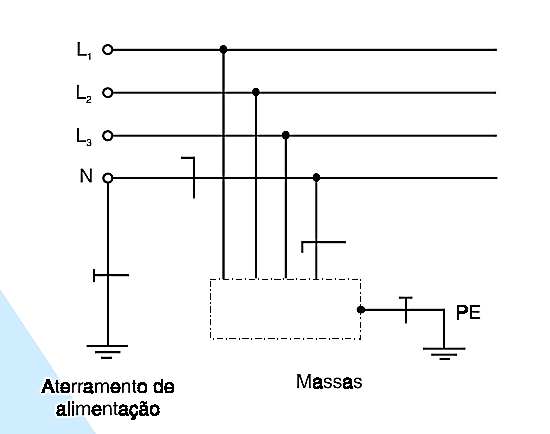 L1
L2
L3
N
PE
Massas
Aterramento de
alimentação